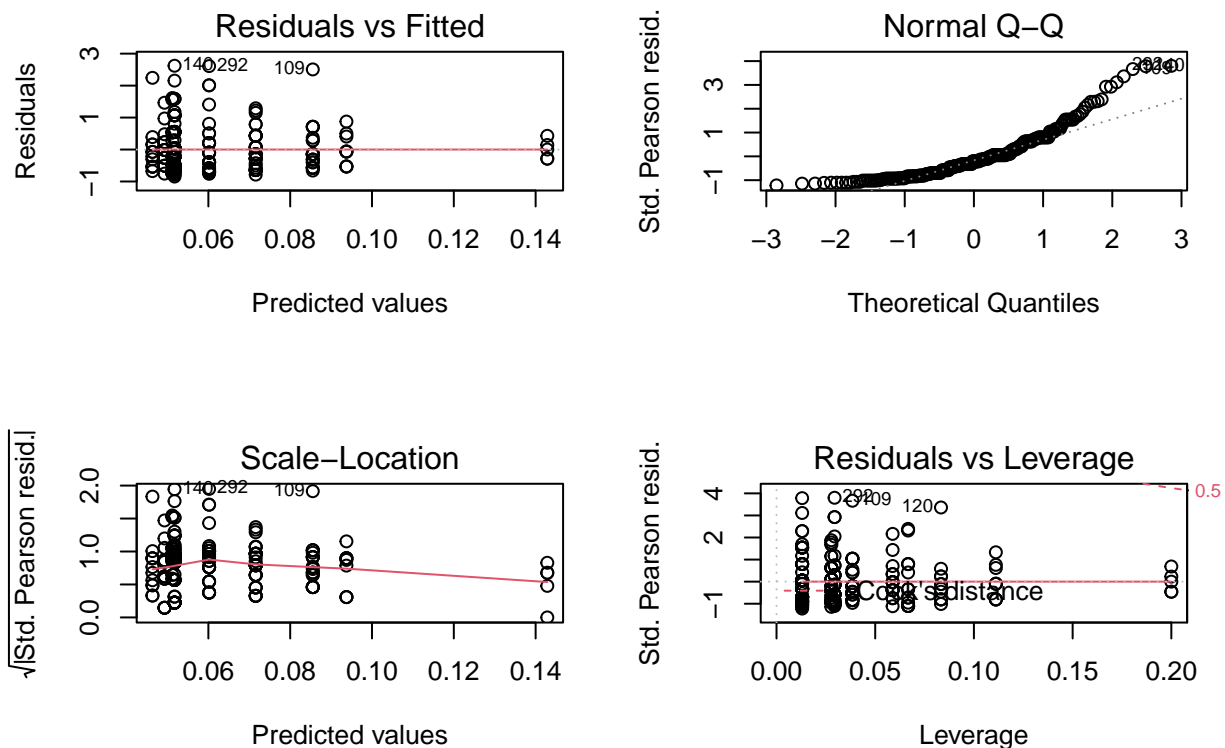 Residuals vs Fitted
Residuals
3
1
−1
140
292
109
0.06 0.08 0.10 0.12 0.14
Predicted values
Normal Q−Q
Std. Pearson resid.
4
1
−1
−3 −2 −1 0 1 2 3
Theoretical Quantiles
Scale−Location
√|Std. Pearson resid.|
2.0
1.0
0.0
140
292
109
0.06 0.08 0.10 0.12 0.14
Predicted values
Residuals vs Leverage
Std. Pearson resid.
4
2
−1
292
109
120
0.5
Cook's distance
0.00 0.05 0.10 0.15 0.20
Leverage